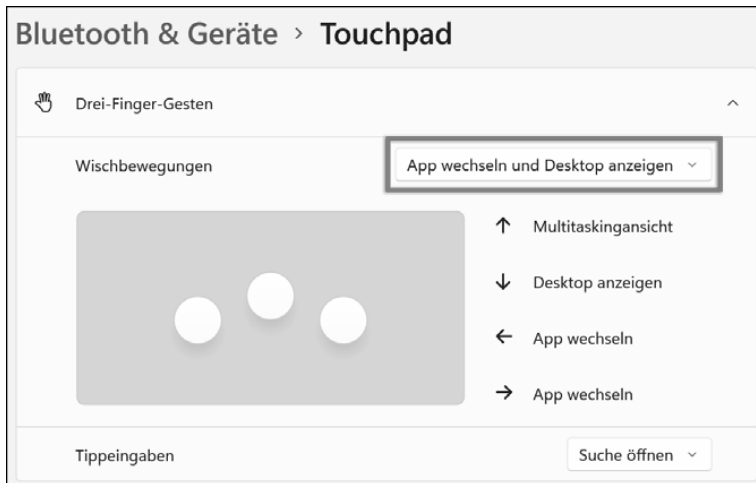 Bluetooth & Geräte > Touchpad
Drei-Finger-Gesten
Wischbewegungen
App wechseln und Desktop anzeigen
↑ Multitaskingansicht
↓ Desktop anzeigen
← App wechseln
→ App wechseln
Tippeingaben
Suche öffnen